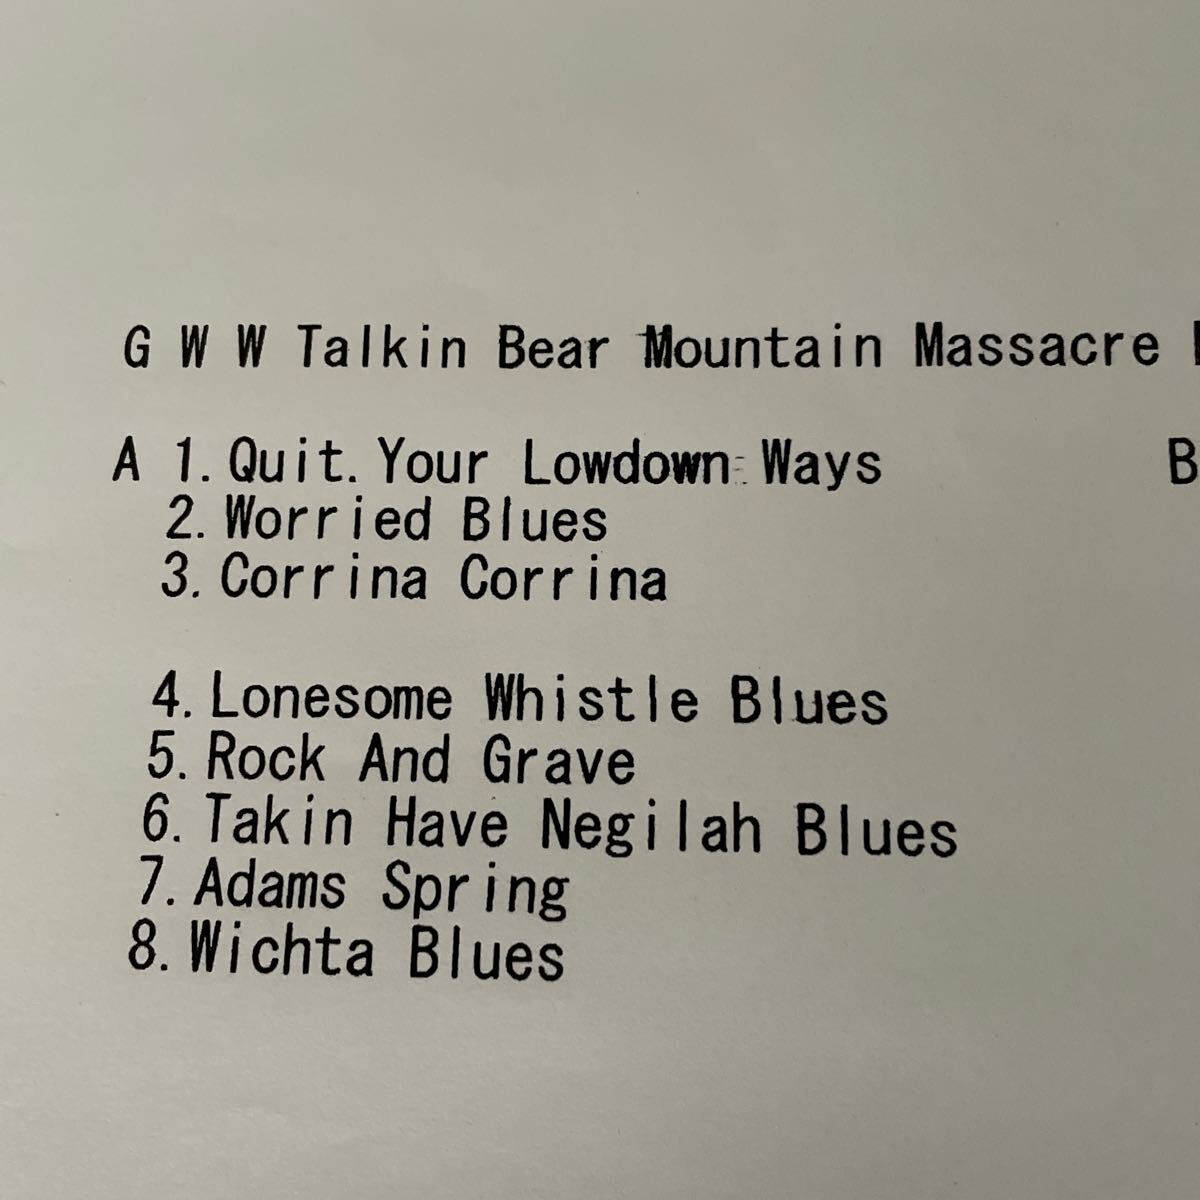 G W W Talkin Bear Mountain Massacre
A 1. Quit. Your Lowdown Ways B
2. Worried Blues
3. Corrina Corrina
4. Lonesome Whistle Blues
5. Rock And Grave
6. Takin Have Negilah Blues
7. Adams Spring
8. Wichta Blues